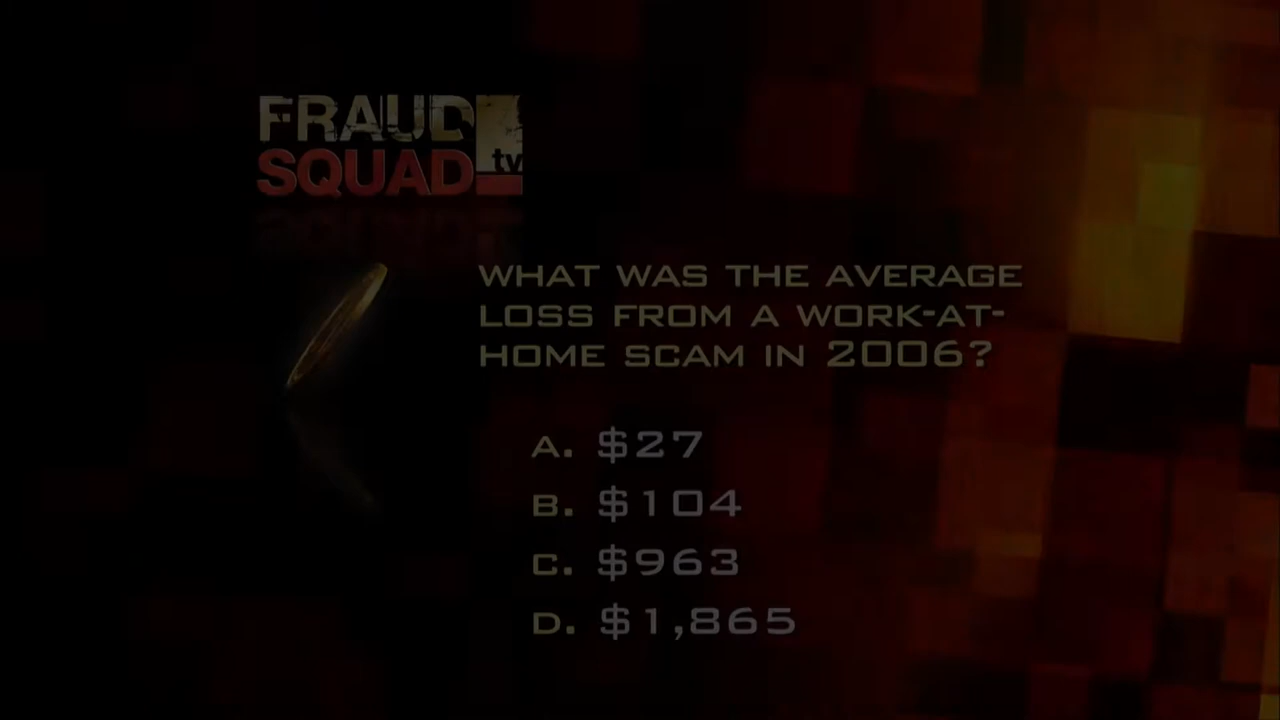 FRAUD
SQUAD tv
WHAT WAS THE AVERAGE
LOSS FROM A WORK-AT-
HOME SCAM IN 2006?
A. $27
B. $104
C. $963
D. $1,865